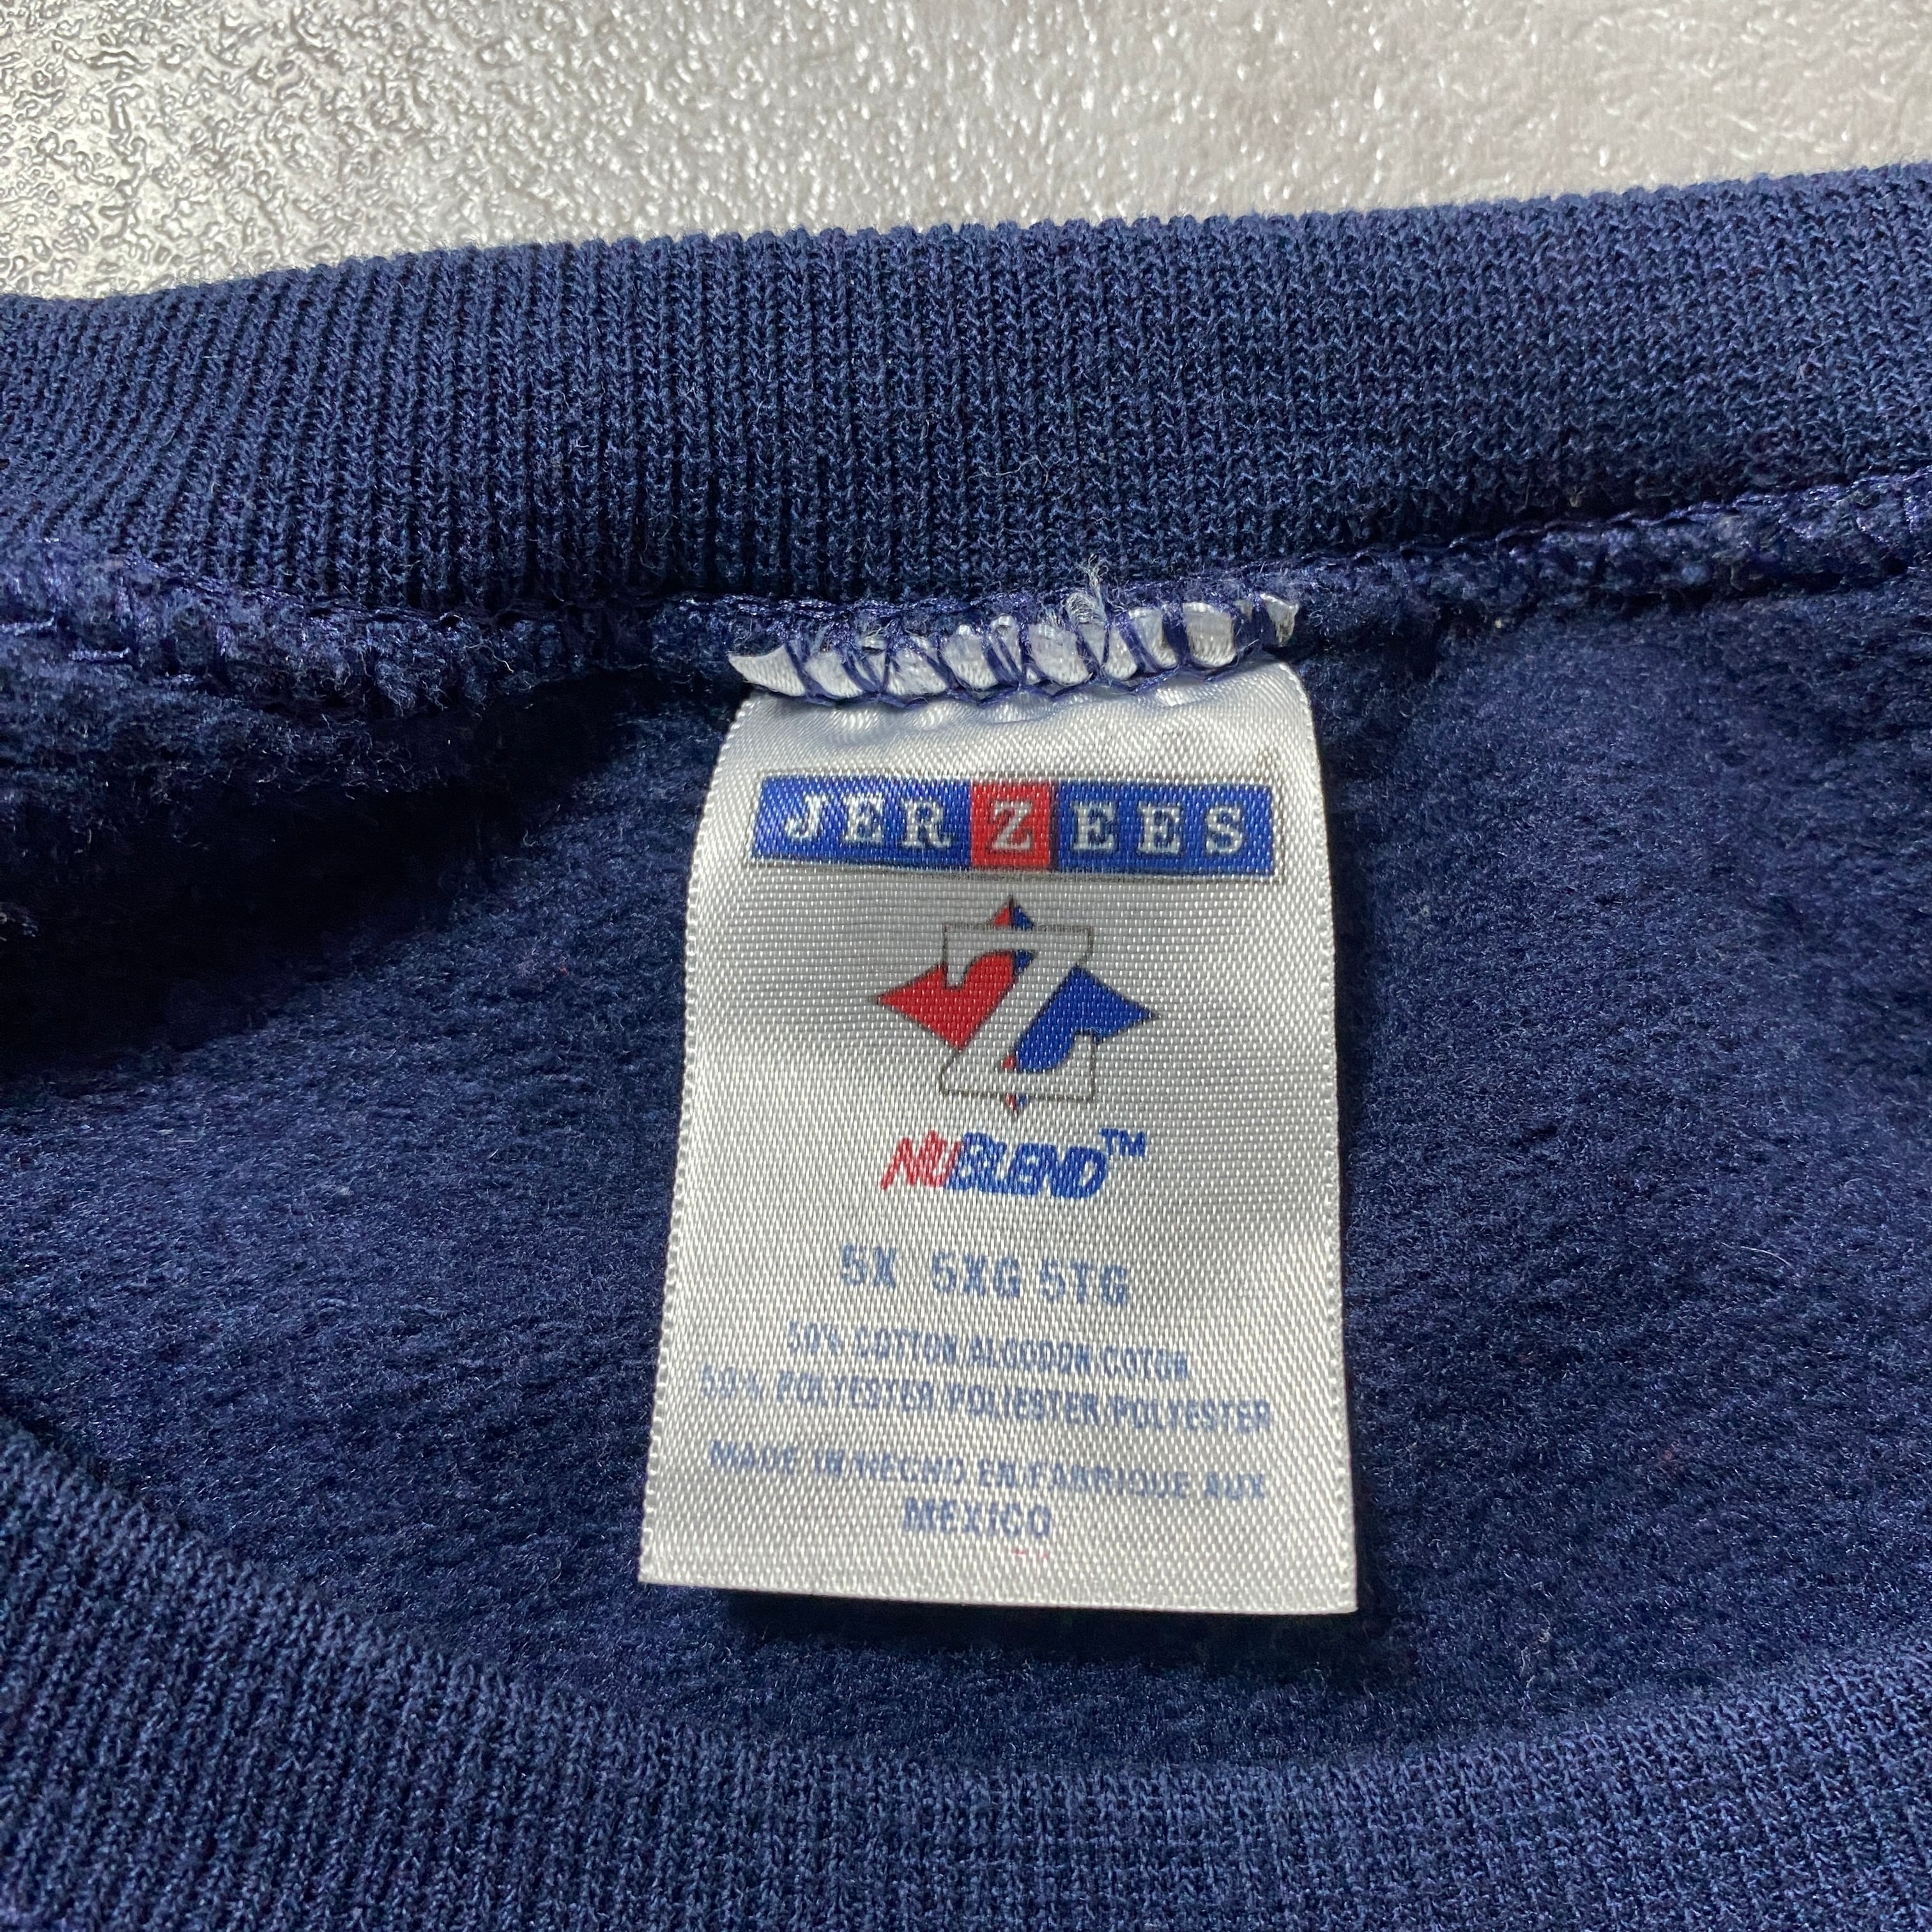 JERZEES
Z
NUBLEND™
5X 5XG 5TG
50% COTTON/ALGODON/COTON
50% POLYESTER/POLIESTER/POLYESTER
MADE IN/HECHO EN/FABRIQUE AUX
MEXICO